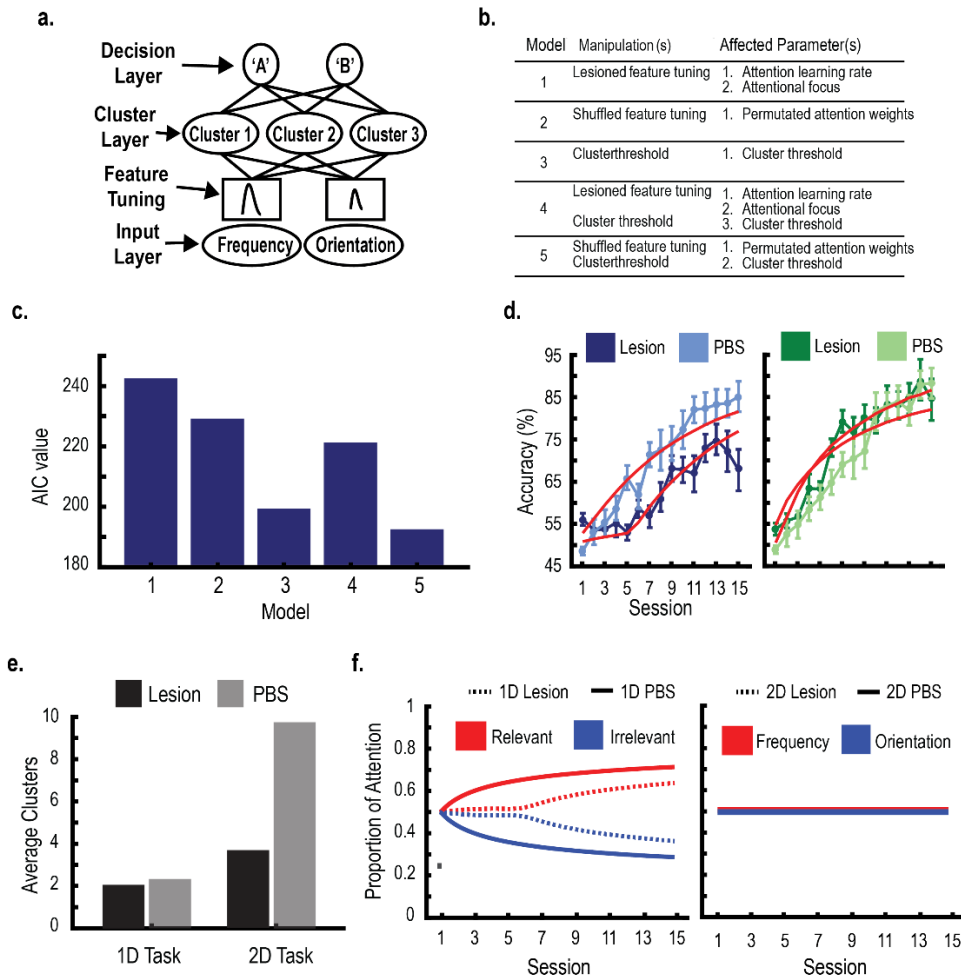 a.
Decision
Layer
'A' 'B'
Cluster
Layer
Cluster 1 Cluster 2 Cluster 3
Feature
Tuning
Input
Layer
Frequency Orientation
b.
Model Manipulation (s) Affected Parameter(s)
1 Lesioned feature tuning 1. Attention learning rate
2. Attentional focus
2 Shuffled feature tuning 1. Permutated attention weights
3 Clusterthreshold 1. Cluster threshold
4 Lesioned feature tuning 1. Attention learning rate
2. Attentional focus
Cluster threshold 3. Cluster threshold
5 Shuffled feature tuning 1. Permutated attention weights
Clusterthreshold 2. Cluster threshold
c.
AIC value
240
220
200
180
1 2 3 4 5
Model
d.
Lesion PBS Lesion PBS
Accuracy (%)
95
85
75
65
55
45
1 3 5 7 9 11 13 15
Session
e.
Lesion PBS
Average Clusters
10
8
6
4
2
0
1D Task 2D Task
f.
1D Lesion 1D PBS 2D Lesion 2D PBS
Relevant Irrelevant Frequency Orientation
Proportion of Attention
1
0.8
0.6
0.4
0.2
0
1 3 5 7 9 11 13 15 1 3 5 7 9 11 13 15
Session Session